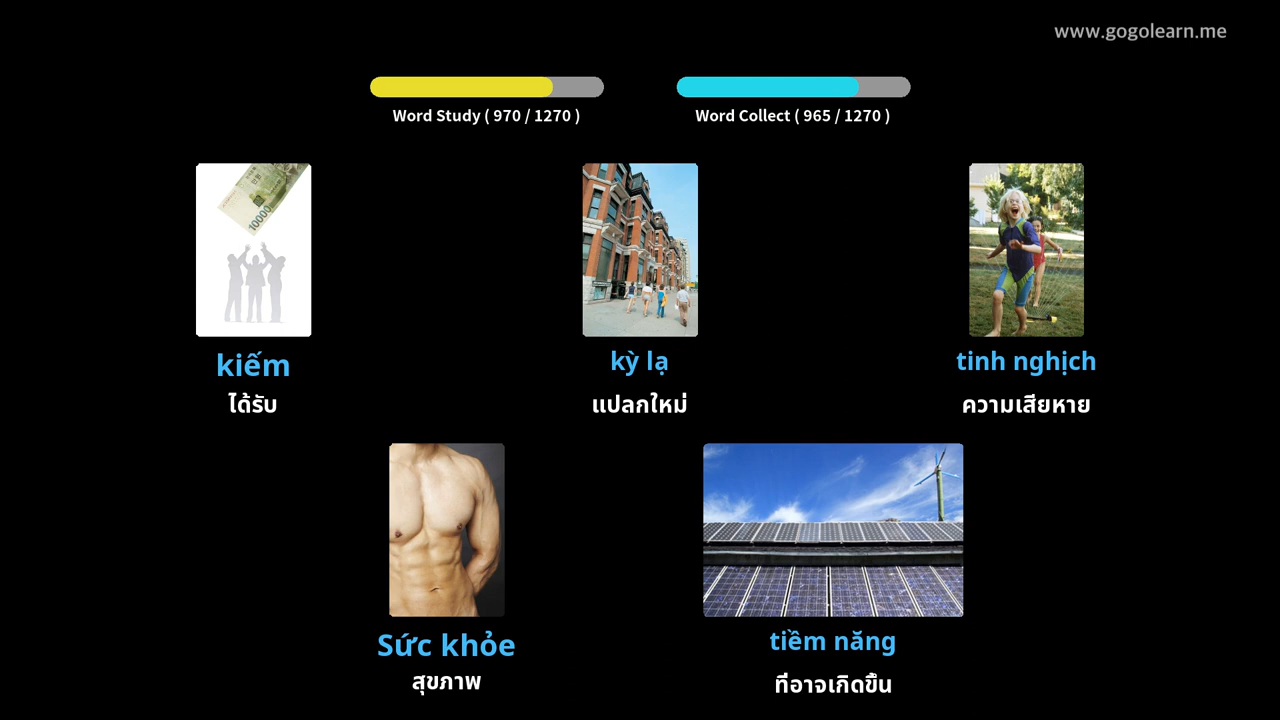 www.gogolearn.me
Word Study ( 970 / 1270 )
Word Collect ( 965 / 1270 )
10000
kiếm
kỳ lạ
tinh nghịch
ได้รับ
แปลกใหม่
ความเสียหาย
Sức khỏe
tiềm năng
สุขภาพ
ที่อาจเกิดขึ้น